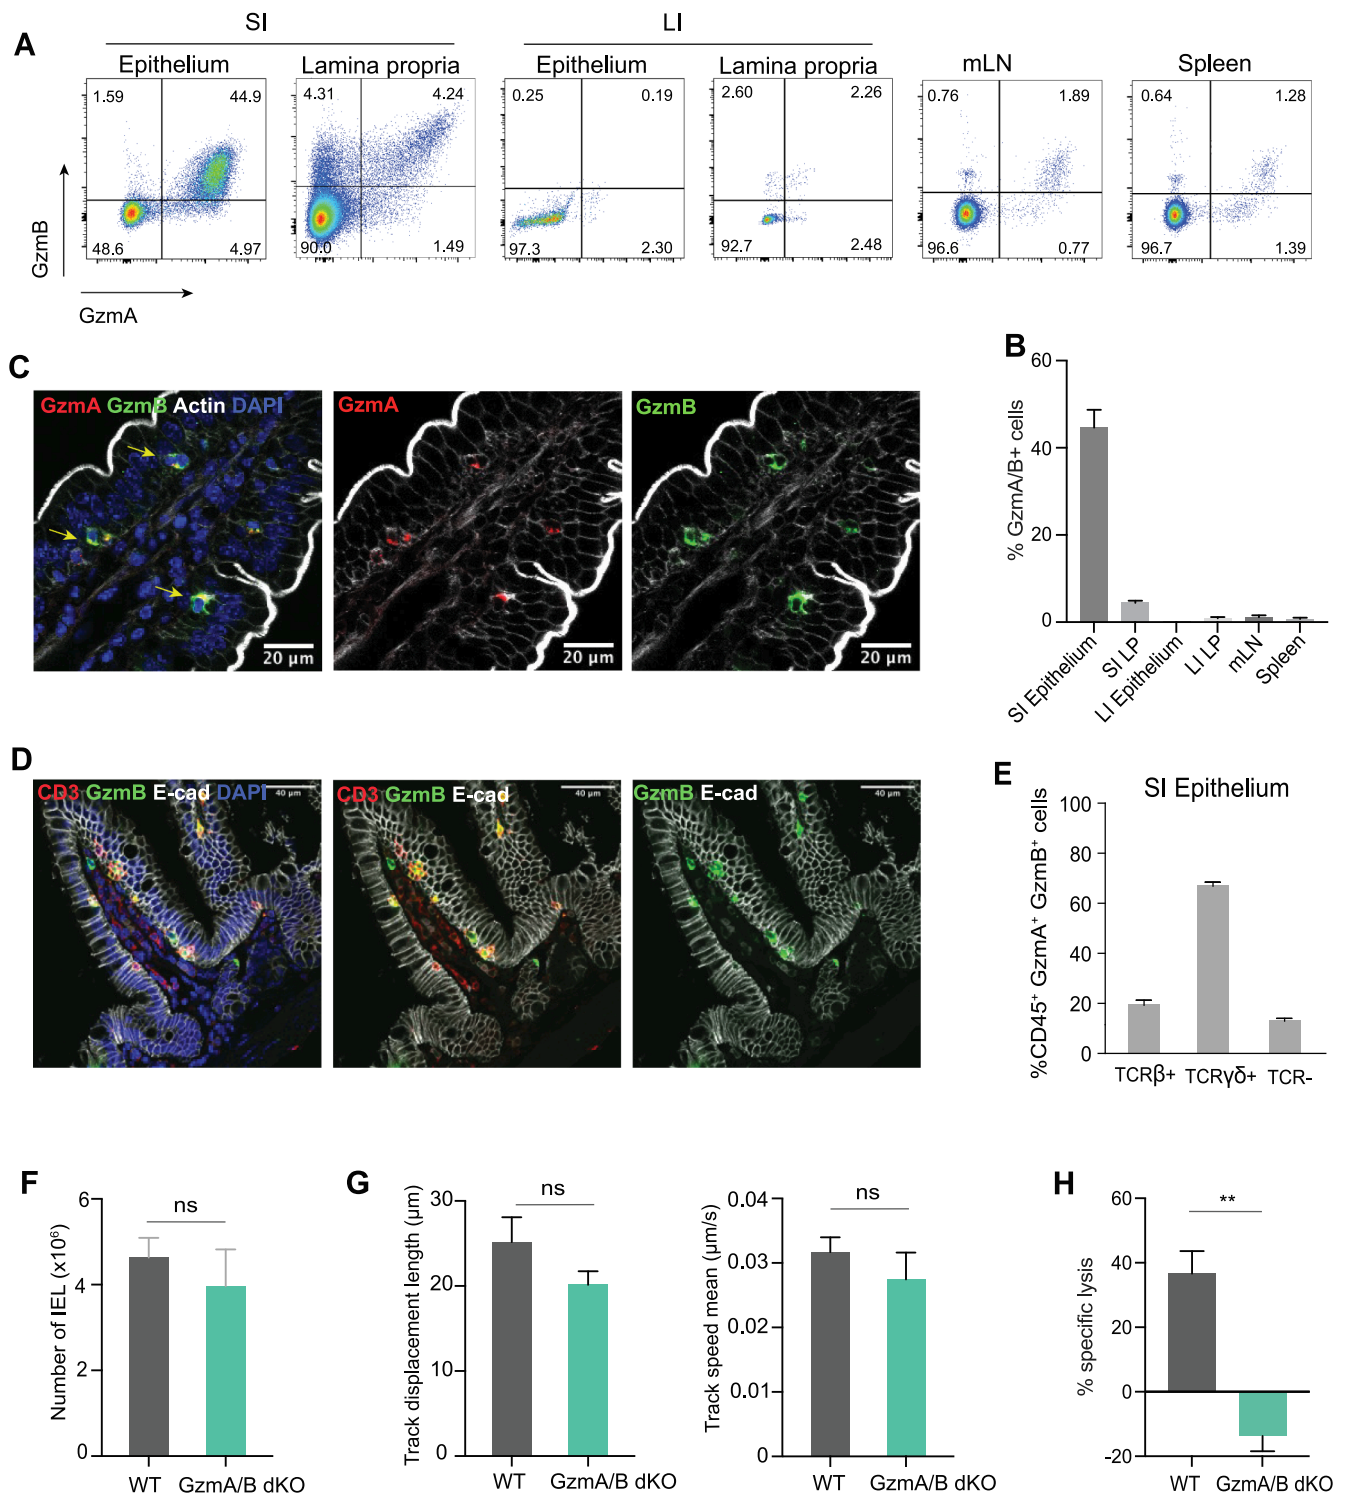 A
SI
LI
Epithelium
Lamina propria
Epithelium
Lamina propria
mLN
Spleen
1.59
44.9
4.31
4.24
0.25
0.19
2.60
2.26
0.76
1.89
0.64
1.28
48.6
4.97
90.0
1.49
97.3
2.30
92.7
2.48
96.6
0.77
96.7
1.39
GzmB
GzmA
B
% GzmA/B+ cells
60
40
20
0
SI Epithelium
SI LP
LI Epithelium
LI LP
mLN
Spleen
C
GzmA GzmB Actin DAPI
GzmA
GzmB
20 µm
20 µm
20 µm
D
CD3 GzmB E-cad DAPI
40 µm
CD3 GzmB E-cad
40 µm
GzmB E-cad
40 µm
E
SI Epithelium
%CD45⁺ GzmA⁺ GzmB⁺ cells
100
80
60
40
20
0
TCRβ+
TCRγδ+
TCR-
F
Number of IEL (x10⁶)
6
4
2
0
ns
WT
GzmA/B dKO
G
Track displacement length (µm)
30
20
10
0
ns
WT
GzmA/B dKO
Track speed mean (µm/s)
0.04
0.03
0.02
0.01
0
ns
WT
GzmA/B dKO
H
% specific lysis
60
40
20
0
-20
**
WT
GzmA/B dKO